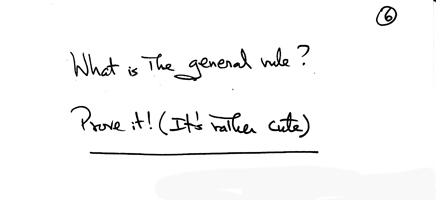 ⑥
What is The general rule?
Prove it! (It's rather cute)